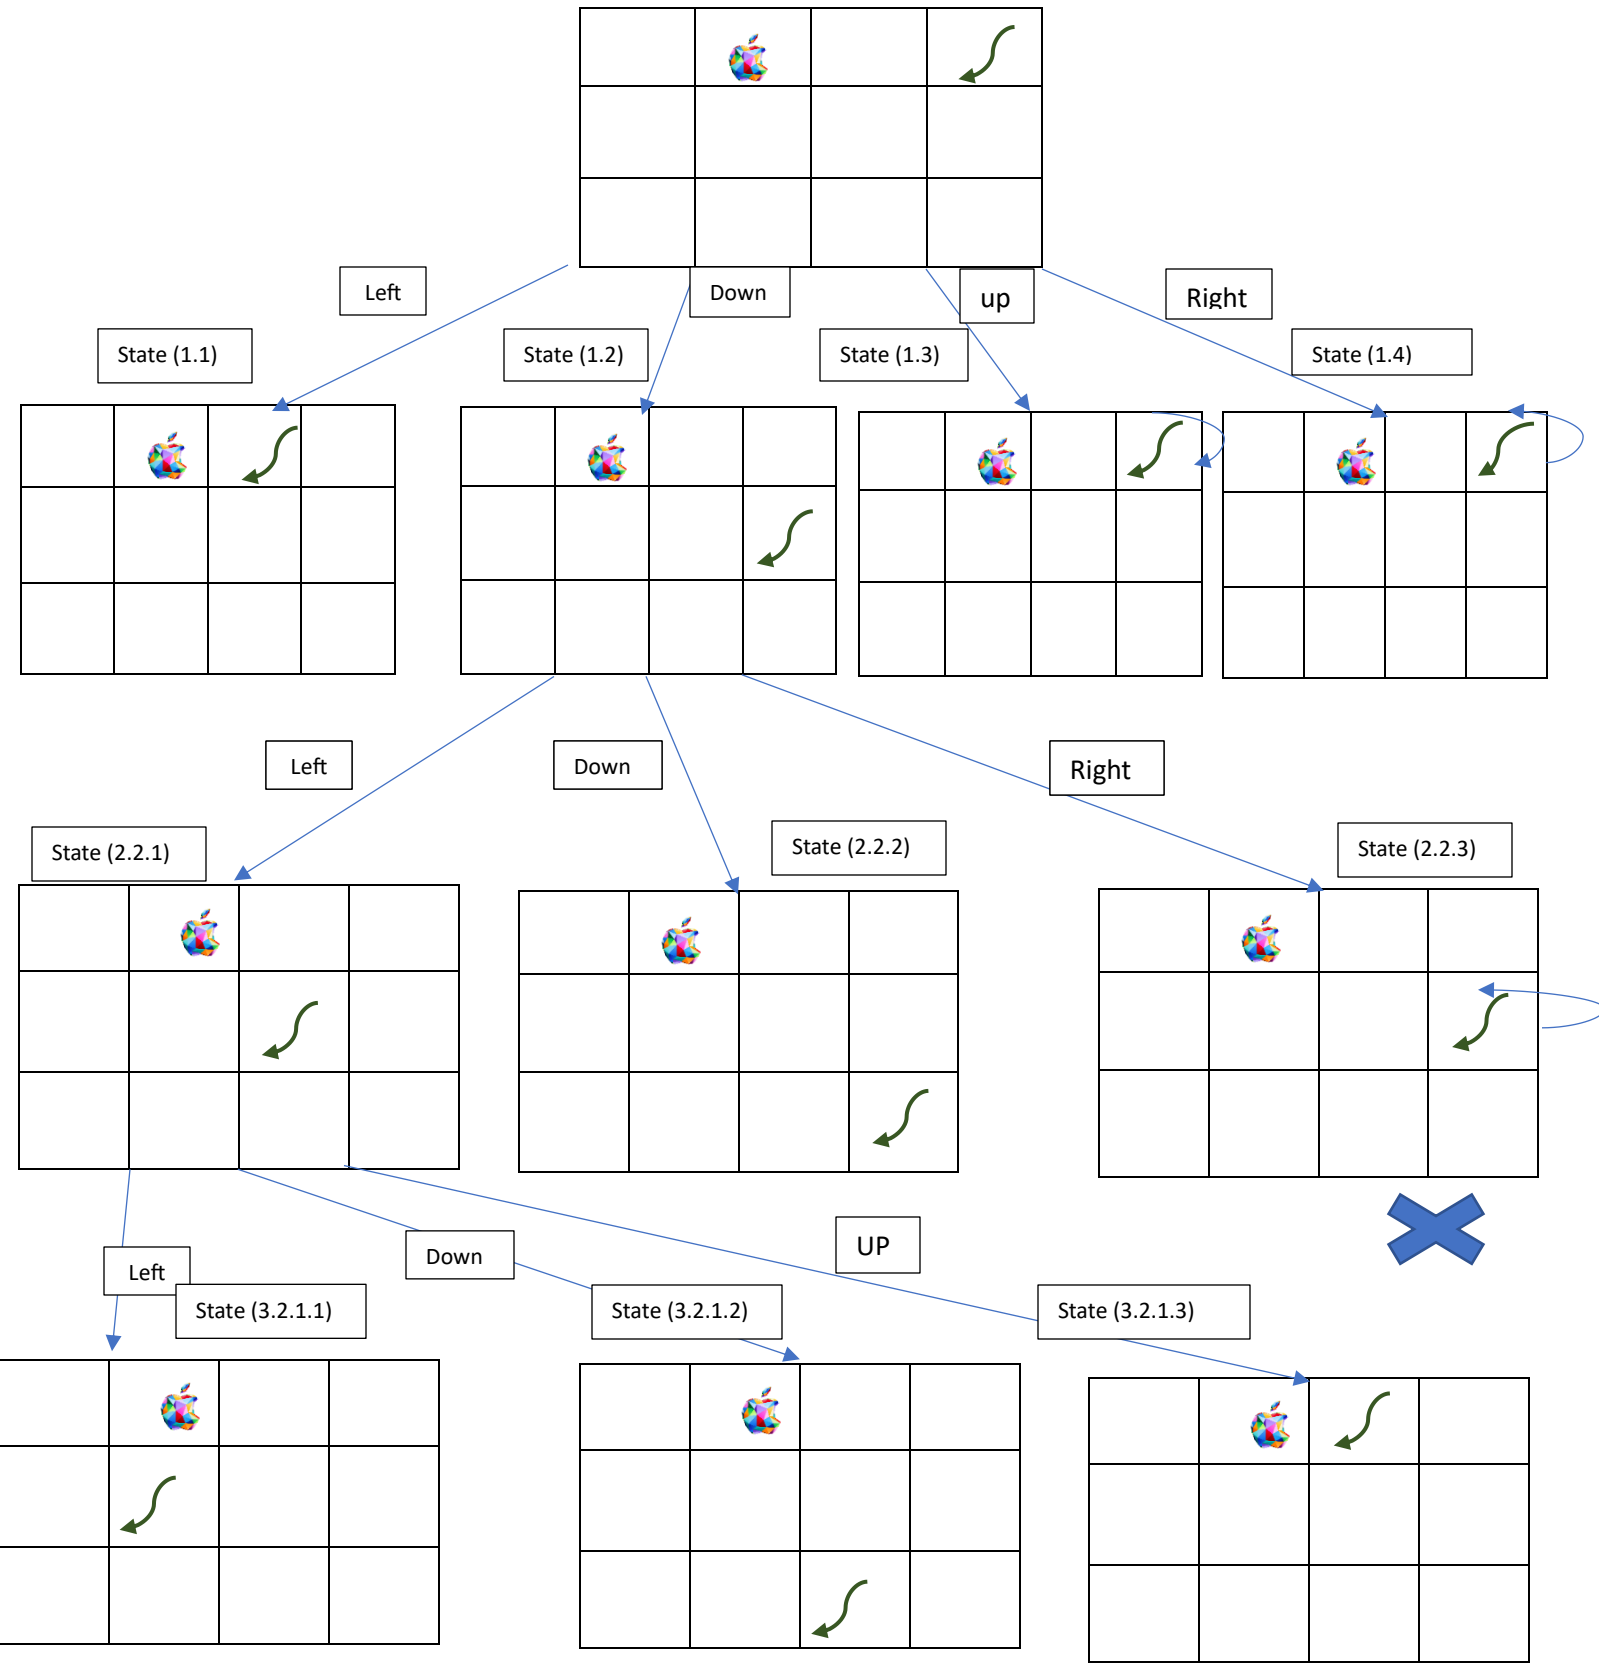 Left
Down
up
Right
State (1.1)
State (1.2)
State (1.3)
State (1.4)
Left
Down
Right
State (2.2.1)
State (2.2.2)
State (2.2.3)
Left
Down
UP
State (3.2.1.1)
State (3.2.1.2)
State (3.2.1.3)